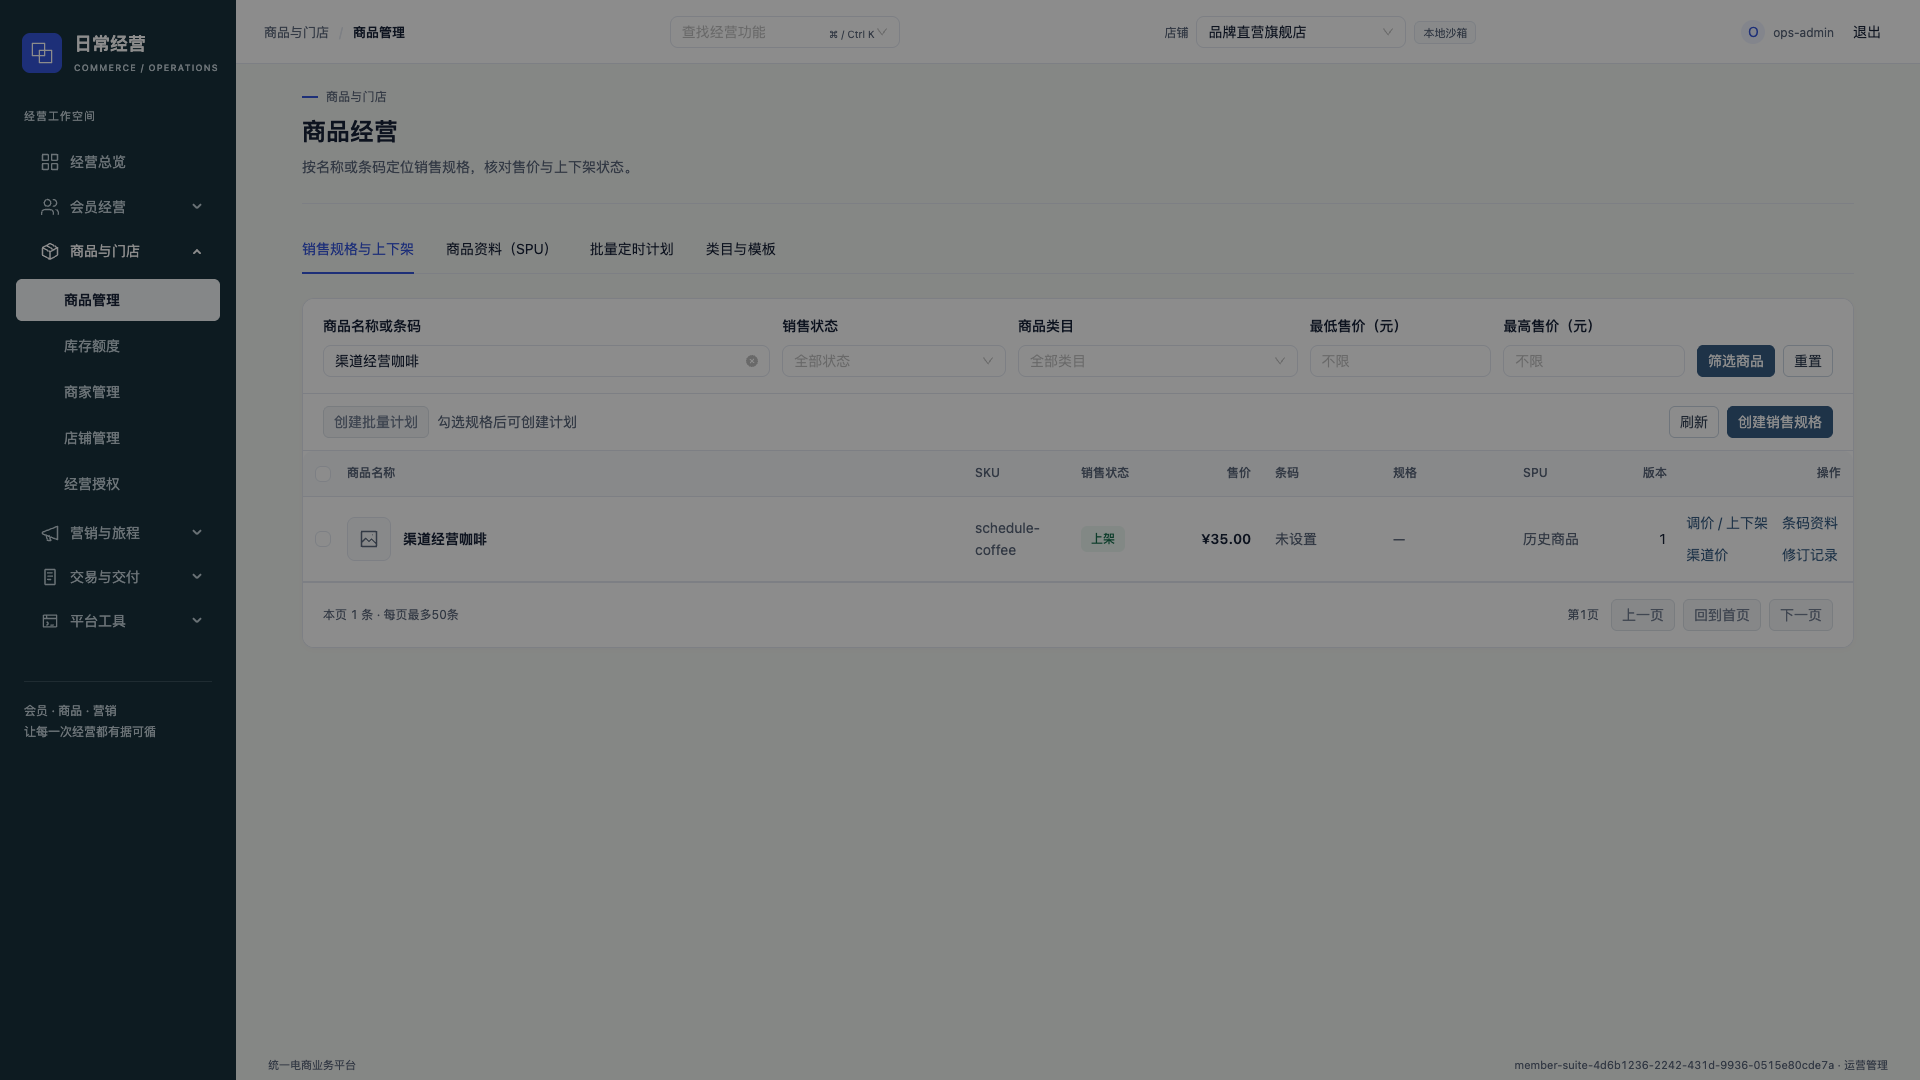 日常经营
COMMERCE / OPERATIONS
经营工作空间
经营总览
会员经营
商品与门店
商品管理
库存额度
商家管理
店铺管理
经营授权
营销与旅程
交易与交付
平台工具
会员 · 商品 · 营销
让每一次经营都有据可循
商品与门店 / 商品管理
查找经营功能 ⌘ / Ctrl K
店铺 品牌直营旗舰店 本地沙箱
O ops-admin 退出
商品与门店
商品经营
按名称或条码定位销售规格，核对售价与上下架状态。
销售规格与上下架 商品资料（SPU） 批量定时计划 类目与模板
商品名称或条码 销售状态 商品类目 最低售价（元） 最高售价（元）
渠道经营咖啡 全部状态 全部类目 不限 不限 筛选商品 重置
创建批量计划 勾选规格后可创建计划 刷新 创建销售规格
商品名称 SKU 销售状态 售价 条码 规格 SPU 版本 操作
渠道经营咖啡 schedule-coffee 上架 ¥35.00 未设置 — 历史商品 1 调价 / 上下架 条码资料
渠道价 修订记录
本页 1 条 · 每页最多50条 第1页 上一页 回到首页 下一页
统一电商业务平台 member-suite-4d6b1236-2242-431d-9936-0515e80cde7a · 运营管理